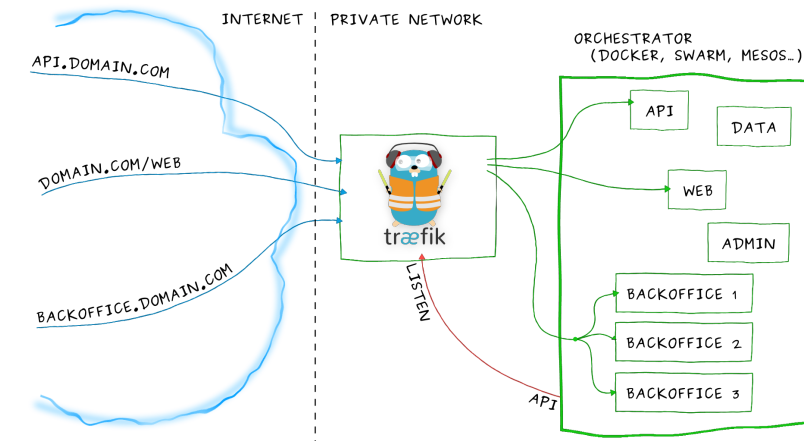 INTERNET
PRIVATE NETWORK
ORCHESTRATOR
(DOCKER, SWARM, MESOS...)
API.DOMAIN.COM
DOMAIN.COM/WEB
BACKOFFICE.DOMAIN.COM
træfik
LISTEN
API
API
DATA
WEB
ADMIN
BACKOFFICE 1
BACKOFFICE 2
BACKOFFICE 3